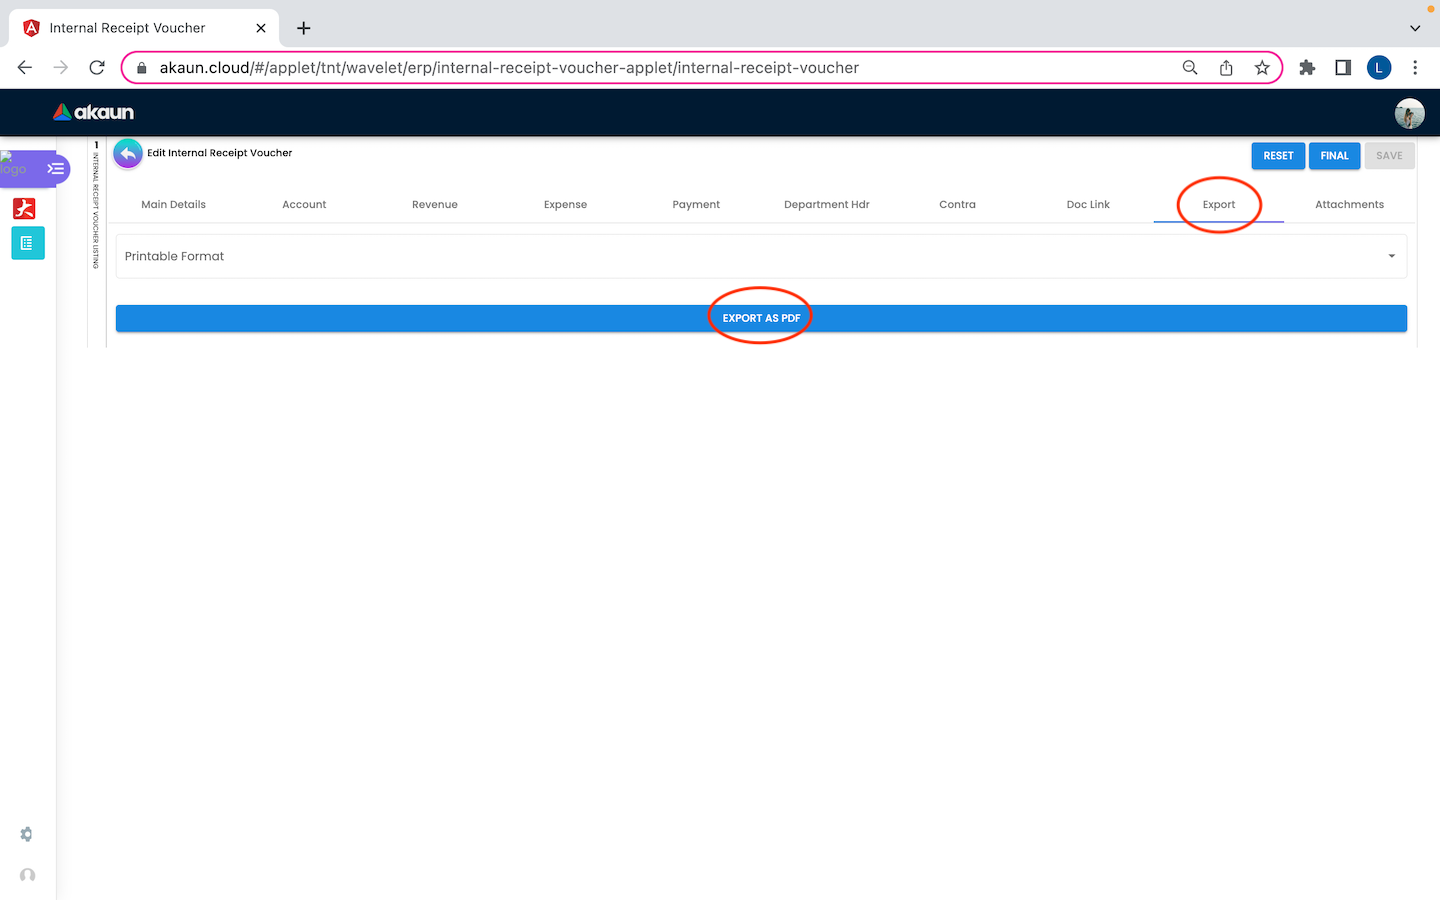 Internal Receipt Voucher
akaun.cloud/#/applet/tnt/wavelet/erp/internal-receipt-voucher-applet/internal-receipt-voucher
L
akaun
logo
1
INTERNAL RECEIPT VOUCHER LISTING
Edit Internal Receipt Voucher
RESET
FINAL
SAVE
Main Details
Account
Revenue
Expense
Payment
Department Hdr
Contra
Doc Link
Export
Attachments
Printable Format
EXPORT AS PDF